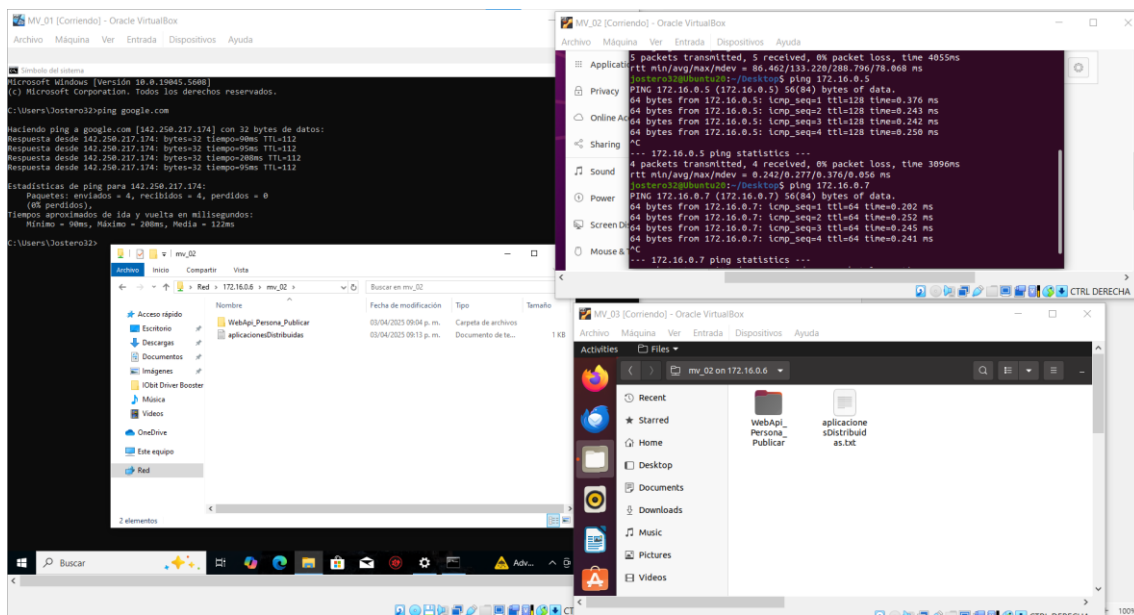 MV_01 [Corriendo] - Oracle VirtualBox
Archivo Máquina Ver Entrada Dispositivos Ayuda
Símbolo del sistema
Microsoft Windows [Versión 10.0.19045.5608]
(c) Microsoft Corporation. Todos los derechos reservados.
C:\Users\Jostero32>ping google.com
Haciendo ping a google.com [142.250.217.174] con 32 bytes de datos:
Respuesta desde 142.250.217.174: bytes=32 tiempo=90ms TTL=112
Respuesta desde 142.250.217.174: bytes=32 tiempo=95ms TTL=112
Respuesta desde 142.250.217.174: bytes=32 tiempo=208ms TTL=112
Respuesta desde 142.250.217.174: bytes=32 tiempo=95ms TTL=112
Estadísticas de ping para 142.250.217.174:
Paquetes: enviados = 4, recibidos = 4, perdidos = 0
(0% perdidos),
Tiempos aproximados de ida y vuelta en milisegundos:
Mínimo = 90ms, Máximo = 208ms, Media = 122ms
C:\Users\Jostero32>
mv_02
Archivo Inicio Compartir Vista
Red > 172.16.0.6 > mv_02 >
Buscar en mv_02
Nombre Fecha de modificación Tipo Tamaño
WebApi_Persona_Publicar 03/04/2025 09:04 p. m. Carpeta de archivos
aplicacionesDistribuidas 03/04/2025 09:13 p. m. Documento de te... 1 KB
Acceso rápido
Escritorio
Descargas
Documentos
Imágenes
IObit Driver Booster
Música
Videos
OneDrive
Este equipo
Red
2 elementos
Buscar
Adv...
MV_02 [Corriendo] - Oracle VirtualBox
Archivo Máquina Ver Entrada Dispositivos Ayuda
Applicatio
Privacy
Online Ac
Sharing
Sound
Power
Screen Di
Mouse &
5 packets transmitted, 5 received, 0% packet loss, time 4055ms
rtt min/avg/max/mdev = 86.462/133.220/288.796/78.068 ms
jostero32@Ubuntu20:~/Desktop$ ping 172.16.0.5
PING 172.16.0.5 (172.16.0.5) 56(84) bytes of data.
64 bytes from 172.16.0.5: icmp_seq=1 ttl=128 time=0.376 ms
64 bytes from 172.16.0.5: icmp_seq=2 ttl=128 time=0.243 ms
64 bytes from 172.16.0.5: icmp_seq=3 ttl=128 time=0.242 ms
64 bytes from 172.16.0.5: icmp_seq=4 ttl=128 time=0.250 ms
^C
--- 172.16.0.5 ping statistics ---
4 packets transmitted, 4 received, 0% packet loss, time 3096ms
rtt min/avg/max/mdev = 0.242/0.277/0.376/0.056 ms
jostero32@Ubuntu20:~/Desktop$ ping 172.16.0.7
PING 172.16.0.7 (172.16.0.7) 56(84) bytes of data.
64 bytes from 172.16.0.7: icmp_seq=1 ttl=64 time=0.202 ms
64 bytes from 172.16.0.7: icmp_seq=2 ttl=64 time=0.252 ms
64 bytes from 172.16.0.7: icmp_seq=3 ttl=64 time=0.245 ms
64 bytes from 172.16.0.7: icmp_seq=4 ttl=64 time=0.241 ms
^C
--- 172.16.0.7 ping statistics ---
CTRL DERECHA
MV_03 [Corriendo] - Oracle VirtualBox
Archivo Máquina Ver Entrada Dispositivos Ayuda
Activities Files
mv_02 on 172.16.0.6
Recent
Starred
Home
Desktop
Documents
Downloads
Music
Pictures
Videos
WebApi_
Persona_
Publicar
aplicacione
sDistribuid
as.txt
CT
CTRL DERECHA
100%